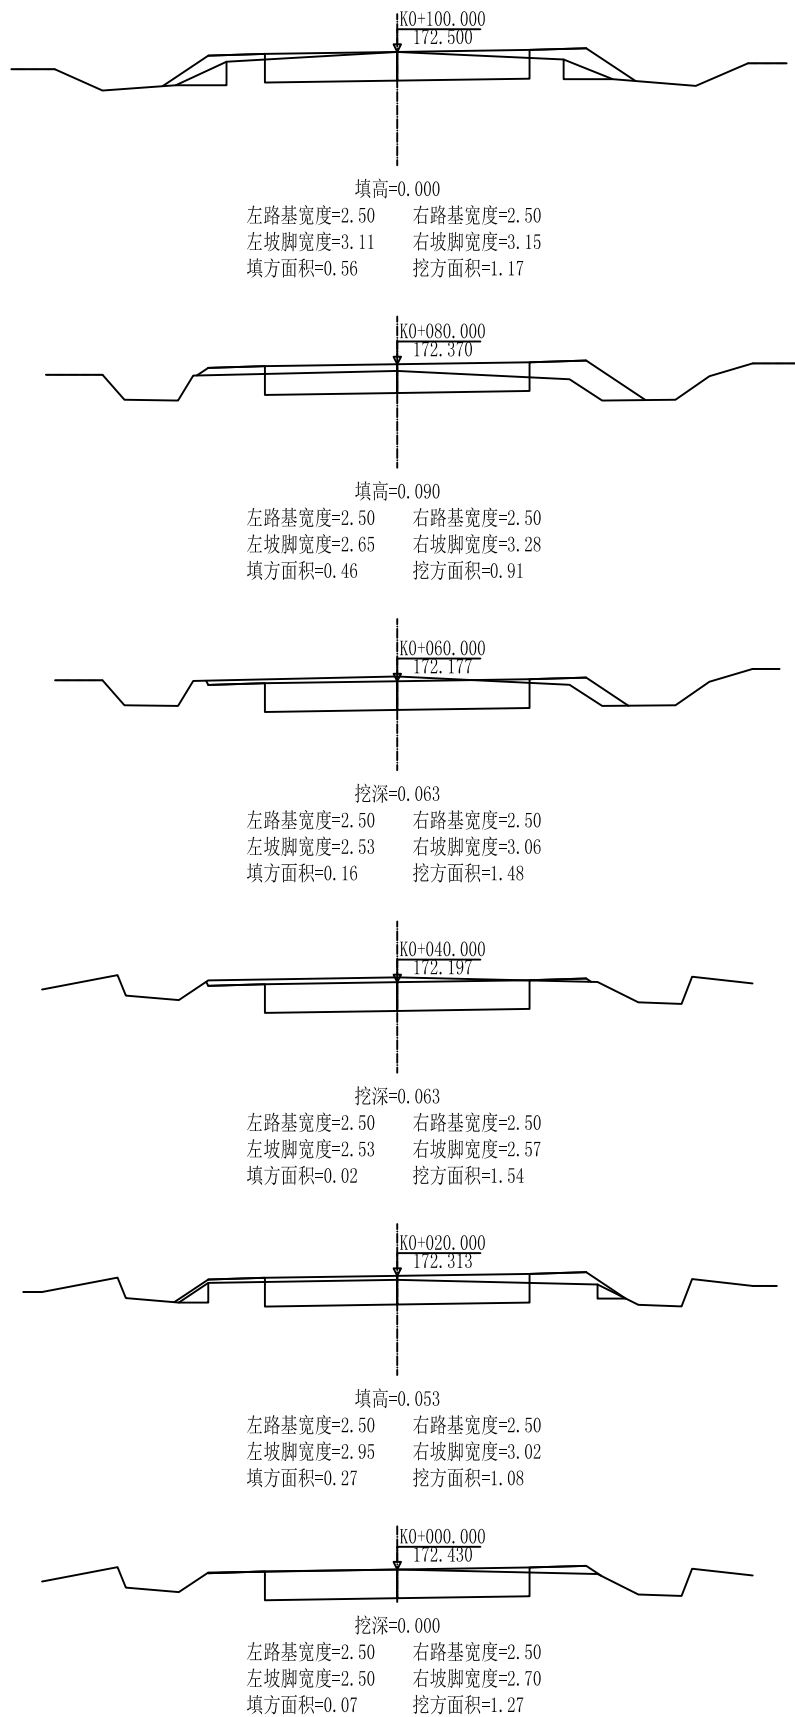 K0+100.000
172.500
填高=0.000
左路基宽度=2.50 右路基宽度=2.50
左坡脚宽度=3.11 右坡脚宽度=3.15
填方面积=0.56 挖方面积=1.17
K0+080.000
172.370
填高=0.090
左路基宽度=2.50 右路基宽度=2.50
左坡脚宽度=2.65 右坡脚宽度=3.28
填方面积=0.46 挖方面积=0.91
K0+060.000
172.177
挖深=0.063
左路基宽度=2.50 右路基宽度=2.50
左坡脚宽度=2.53 右坡脚宽度=3.06
填方面积=0.16 挖方面积=1.48
K0+040.000
172.197
挖深=0.063
左路基宽度=2.50 右路基宽度=2.50
左坡脚宽度=2.53 右坡脚宽度=2.57
填方面积=0.02 挖方面积=1.54
K0+020.000
172.313
填高=0.053
左路基宽度=2.50 右路基宽度=2.50
左坡脚宽度=2.95 右坡脚宽度=3.02
填方面积=0.27 挖方面积=1.08
K0+000.000
172.430
挖深=0.000
左路基宽度=2.50 右路基宽度=2.50
左坡脚宽度=2.50 右坡脚宽度=2.70
填方面积=0.07 挖方面积=1.27